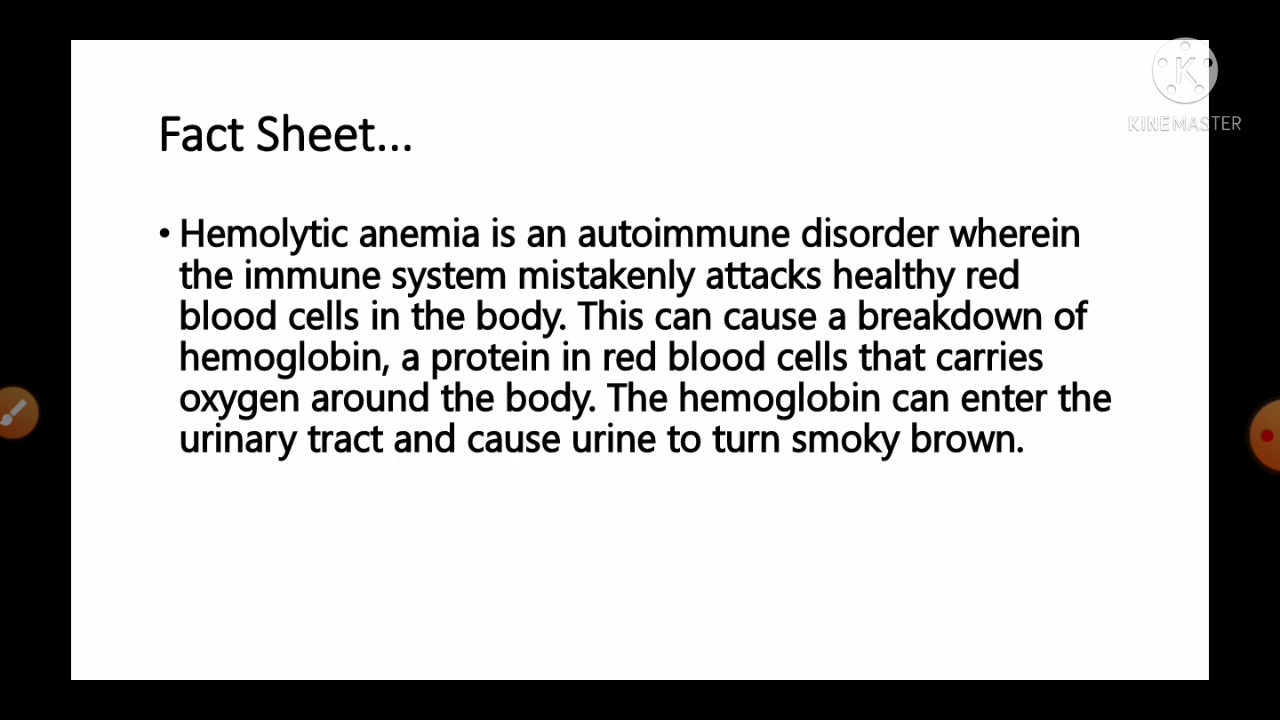 KINEMASTER
Fact Sheet...
• Hemolytic anemia is an autoimmune disorder wherein
the immune system mistakenly attacks healthy red
blood cells in the body. This can cause a breakdown of
hemoglobin, a protein in red blood cells that carries
oxygen around the body. The hemoglobin can enter the
urinary tract and cause urine to turn smoky brown.